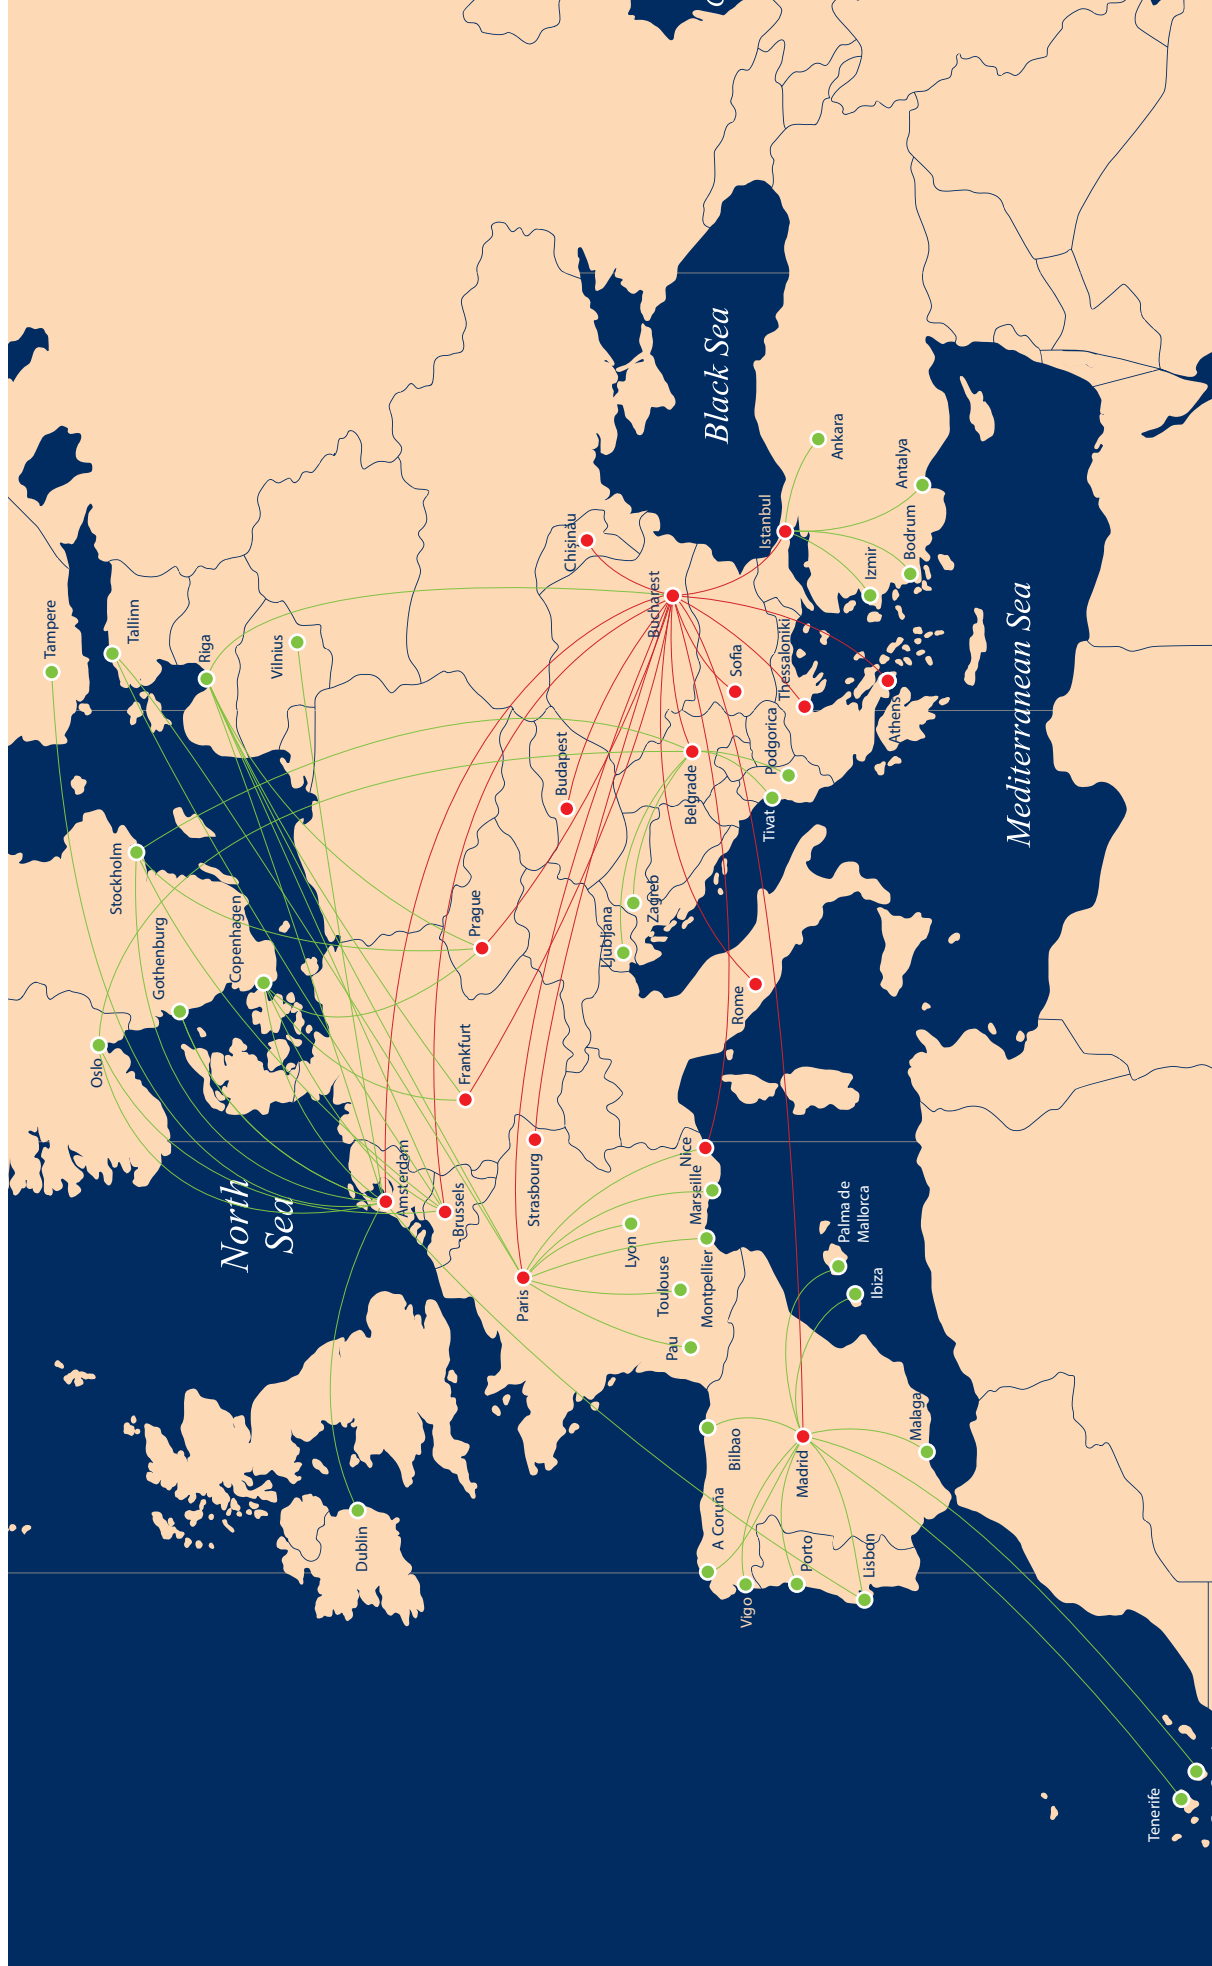 Tampere
Tallinn
Riga
Vilnius
Stockholm
Gothenburg
Copenhagen
Oslo
North
Sea
Dublin
Amsterdam
Brussels
Frankfurt
Prague
Strasbourg
Paris
Budapest
Chișinău
Bucharest
Black Sea
Istanbul
Ankara
Antalya
Bodrum
Izmir
Sofia
Thessaloniki
Athens
Podgorica
Tivat
Belgrade
Zagreb
Ljubljana
Rome
Mediterranean Sea
Nice
Marseille
Lyon
Montpellier
Toulouse
Pau
Palma de
Mallorca
Ibiza
Bilbao
Madrid
Malaga
A Coruña
Vigo
Porto
Lisbon
Tenerife